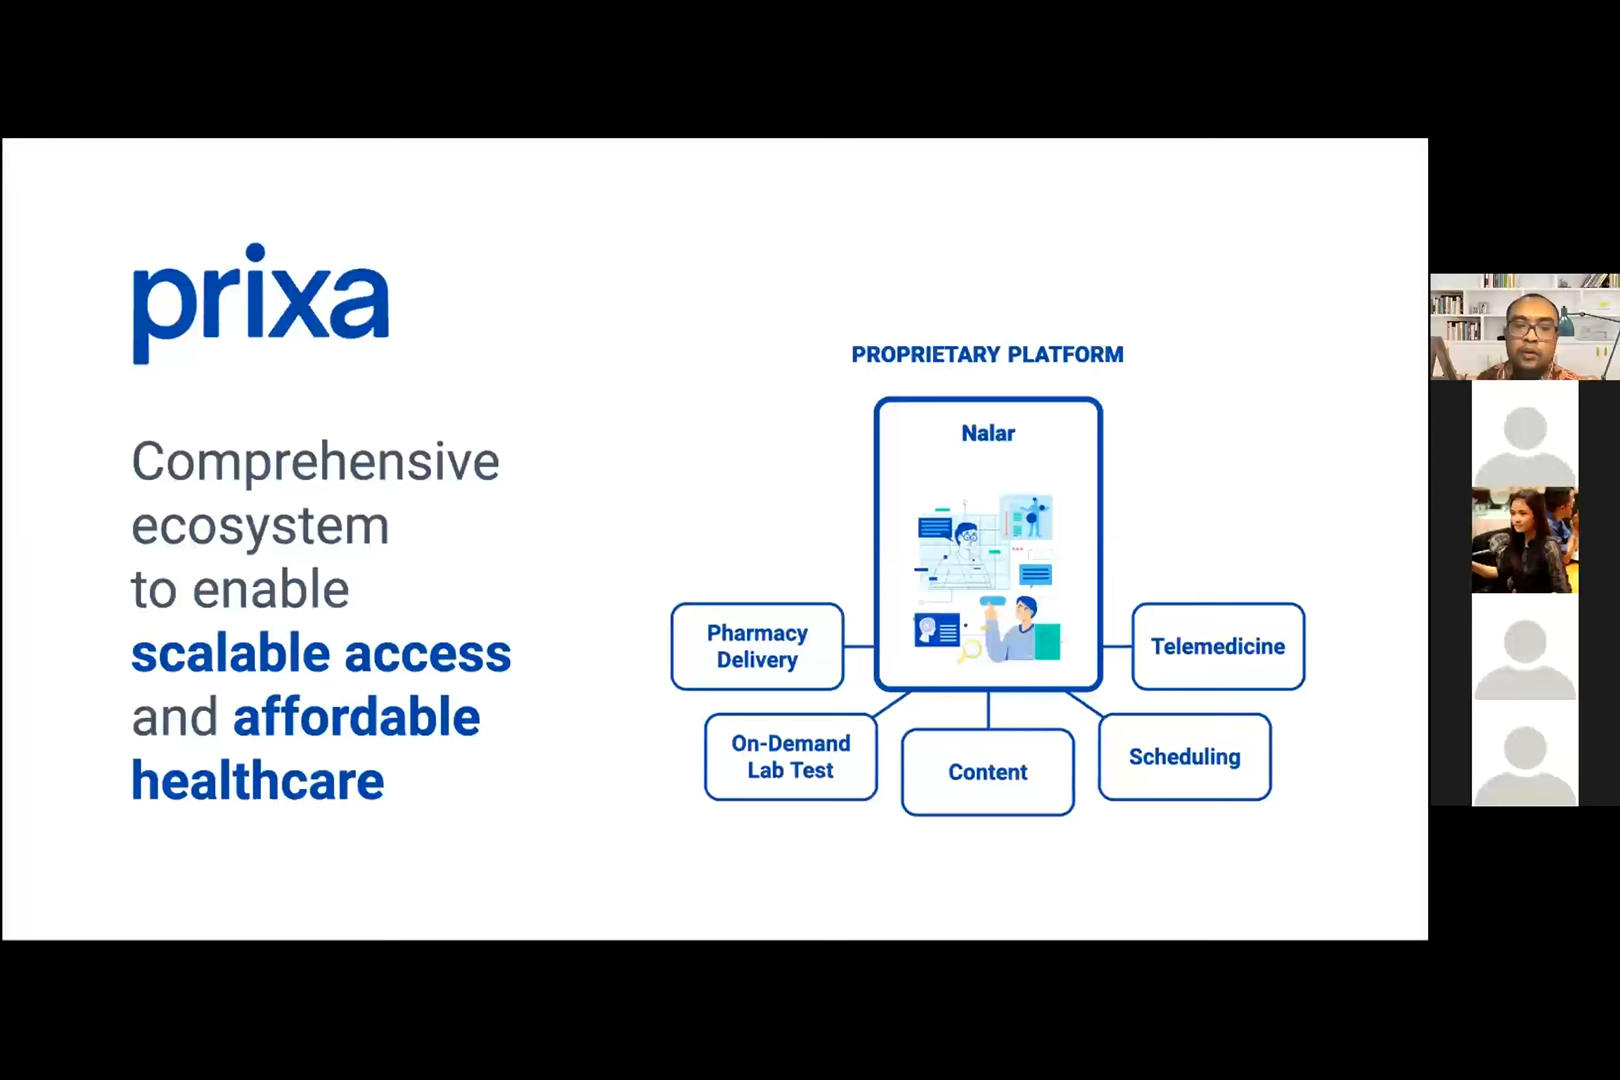 prixa
Comprehensive
ecosystem
to enable
scalable access
and affordable
healthcare
PROPRIETARY PLATFORM
Nalar
Pharmacy
Delivery
Telemedicine
On-Demand
Lab Test
Content
Scheduling